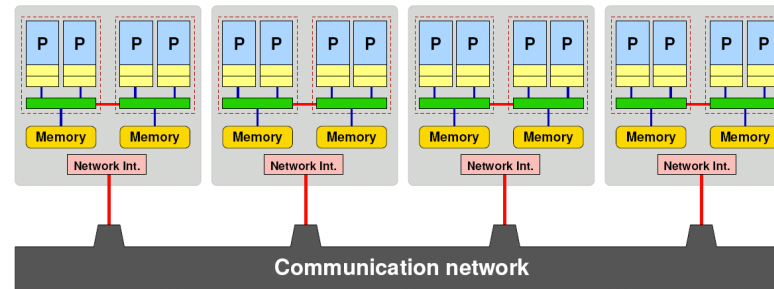 P P P P P P P P P P P P P P P P
Memory Memory Memory Memory Memory Memory Memory Memory
Network Int. Network Int. Network Int. Network Int.
Communication network